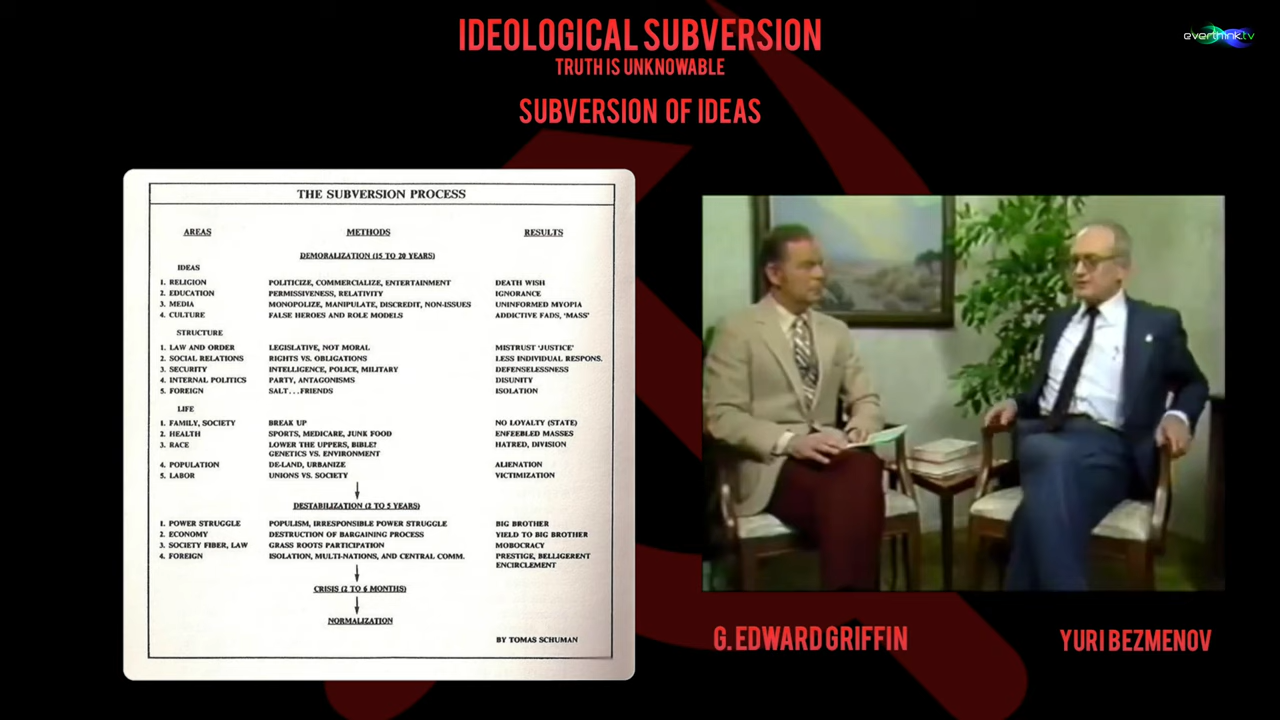 IDEOLOGICAL SUBVERSION
everthink.tv
TRUTH IS UNKNOWABLE
SUBVERSION OF IDEAS
THE SUBVERSION PROCESS
AREAS METHODS RESULTS
DEMORALIZATION (15 TO 20 YEARS)
IDEAS
1. RELIGION POLITICIZE, COMMERCIALIZE, ENTERTAINMENT DEATH WISH
2. EDUCATION PERMISSIVENESS, RELATIVITY IGNORANCE
3. MEDIA MONOPOLIZE, MANIPULATE, DISCREDIT, NON-ISSUES UNINFORMED MYOPIA
4. CULTURE FALSE HEROES AND ROLE MODELS ADDICTIVE FADS, 'MASS'
STRUCTURE
1. LAW AND ORDER LEGISLATIVE, NOT MORAL MISTRUST 'JUSTICE'
2. SOCIAL RELATIONS RIGHTS VS. OBLIGATIONS LESS INDIVIDUAL RESPONS.
3. SECURITY INTELLIGENCE, POLICE, MILITARY DEFENSELESSNESS
4. INTERNAL POLITICS PARTY, ANTAGONISMS DISUNITY
5. FOREIGN SALT...FRIENDS ISOLATION
LIFE
1. FAMILY, SOCIETY BREAK UP NO LOYALTY (STATE)
2. HEALTH SPORTS, MEDICARE, JUNK FOOD ENFEEBLED MASSES
3. RACE LOWER THE UPPERS, BIBLE? HATRED, DIVISION
GENETICS VS. ENVIRONMENT
4. POPULATION DE-LAND, URBANIZE ALIENATION
5. LABOR UNIONS VS. SOCIETY VICTIMIZATION
DESTABILIZATION (2 TO 5 YEARS)
1. POWER STRUGGLE POPULISM, IRRESPONSIBLE POWER STRUGGLE BIG BROTHER
2. ECONOMY DESTRUCTION OF BARGAINING PROCESS YIELD TO BIG BROTHER
3. SOCIETY FIBER, LAW GRASS ROOTS PARTICIPATION MOBOCRACY
4. FOREIGN ISOLATION, MULTI-NATIONS, AND CENTRAL COMM. PRESTIGE, BELLIGERENT
ENCIRCLEMENT
CRISIS (2 TO 6 MONTHS)
NORMALIZATION
BY TOMAS SCHUMAN
G. EDWARD GRIFFIN
YURI BEZMENOV